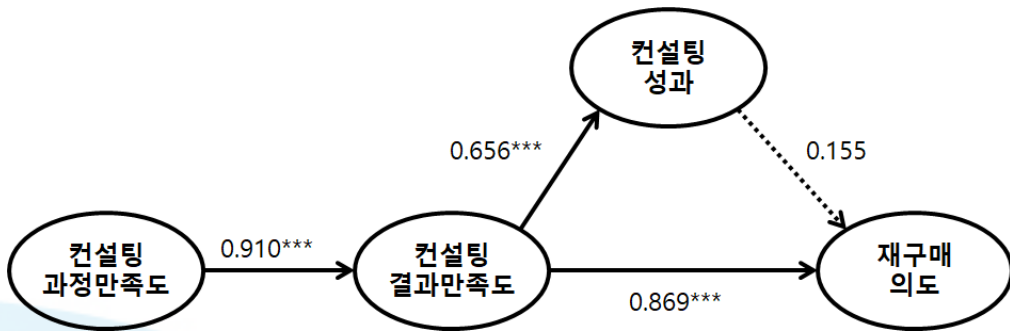 컨설팅
성과
0.656***
0.155
컨설팅
과정만족도
0.910***
컨설팅
결과만족도
0.869***
재구매
의도